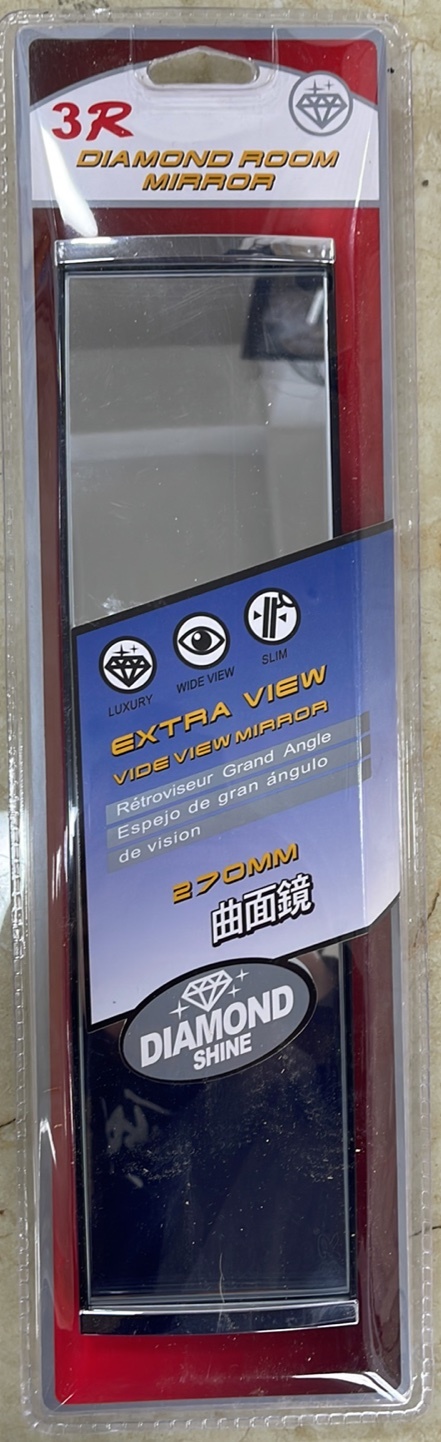 3R
DIAMOND ROOM
MIRROR
LUXURY
WIDE VIEW
SLIM
EXTRA VIEW
VIDE VIEW MIRROR
Rétroviseur Grand Angle
Espejo de gran ángulo
de vision
270MM
曲面鏡
DIAMOND
SHINE